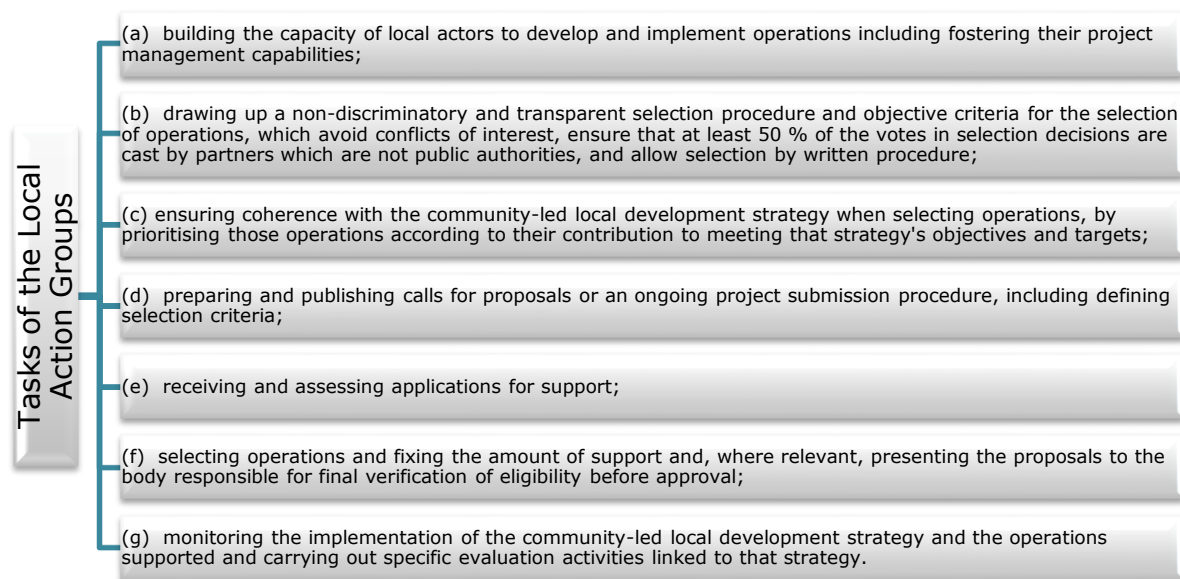 Tasks of the Local
Action Groups
(a) building the capacity of local actors to develop and implement operations including fostering their project
management capabilities;
(b) drawing up a non-discriminatory and transparent selection procedure and objective criteria for the selection
of operations, which avoid conflicts of interest, ensure that at least 50 % of the votes in selection decisions are
cast by partners which are not public authorities, and allow selection by written procedure;
(c) ensuring coherence with the community-led local development strategy when selecting operations, by
prioritising those operations according to their contribution to meeting that strategy's objectives and targets;
(d) preparing and publishing calls for proposals or an ongoing project submission procedure, including defining
selection criteria;
(e) receiving and assessing applications for support;
(f) selecting operations and fixing the amount of support and, where relevant, presenting the proposals to the
body responsible for final verification of eligibility before approval;
(g) monitoring the implementation of the community-led local development strategy and the operations
supported and carrying out specific evaluation activities linked to that strategy.